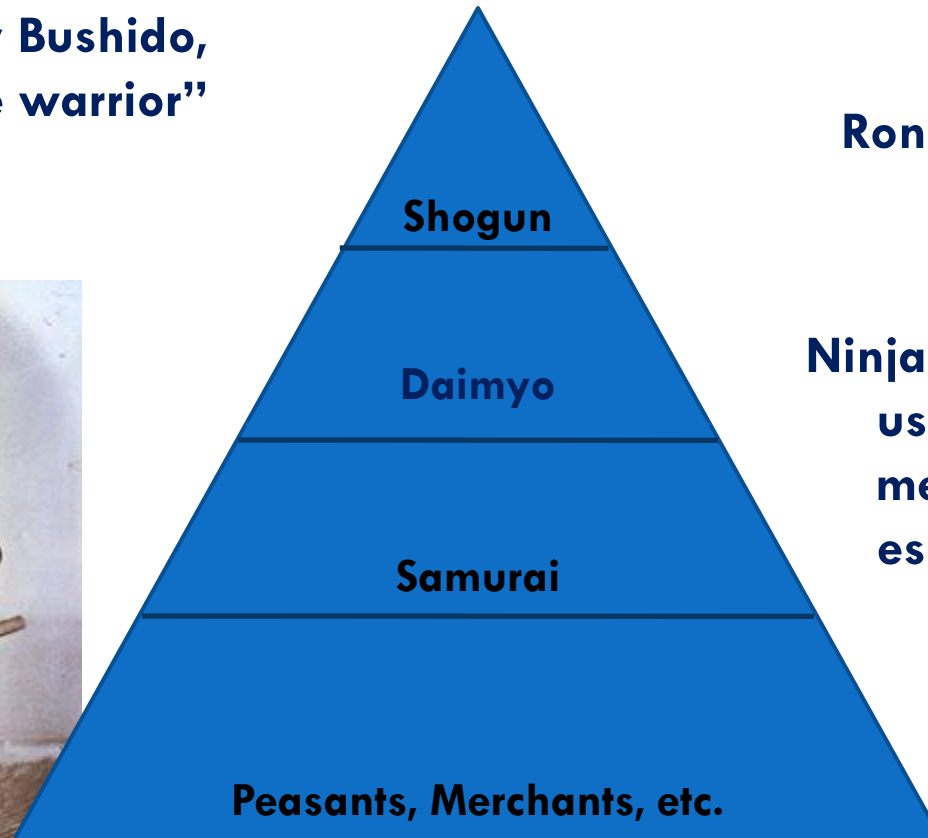 Bushido,
warrior”
Shogun
Daimyo
Samurai
Peasants, Merchants, etc.
Ron
Ninja
us
me
es